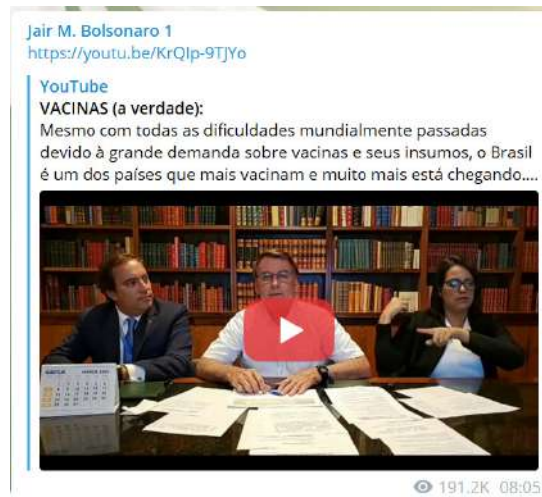 Jair M. Bolsonaro 1
https://youtu.be/KrQIp-9TJYo
YouTube
VACINAS (a verdade):
Mesmo com todas as dificuldades mundialmente passadas
devido à grande demanda sobre vacinas e seus insumos, o Brasil
é um dos países que mais vacinam e muito mais está chegando....
CAIXA
191.2K 08:05